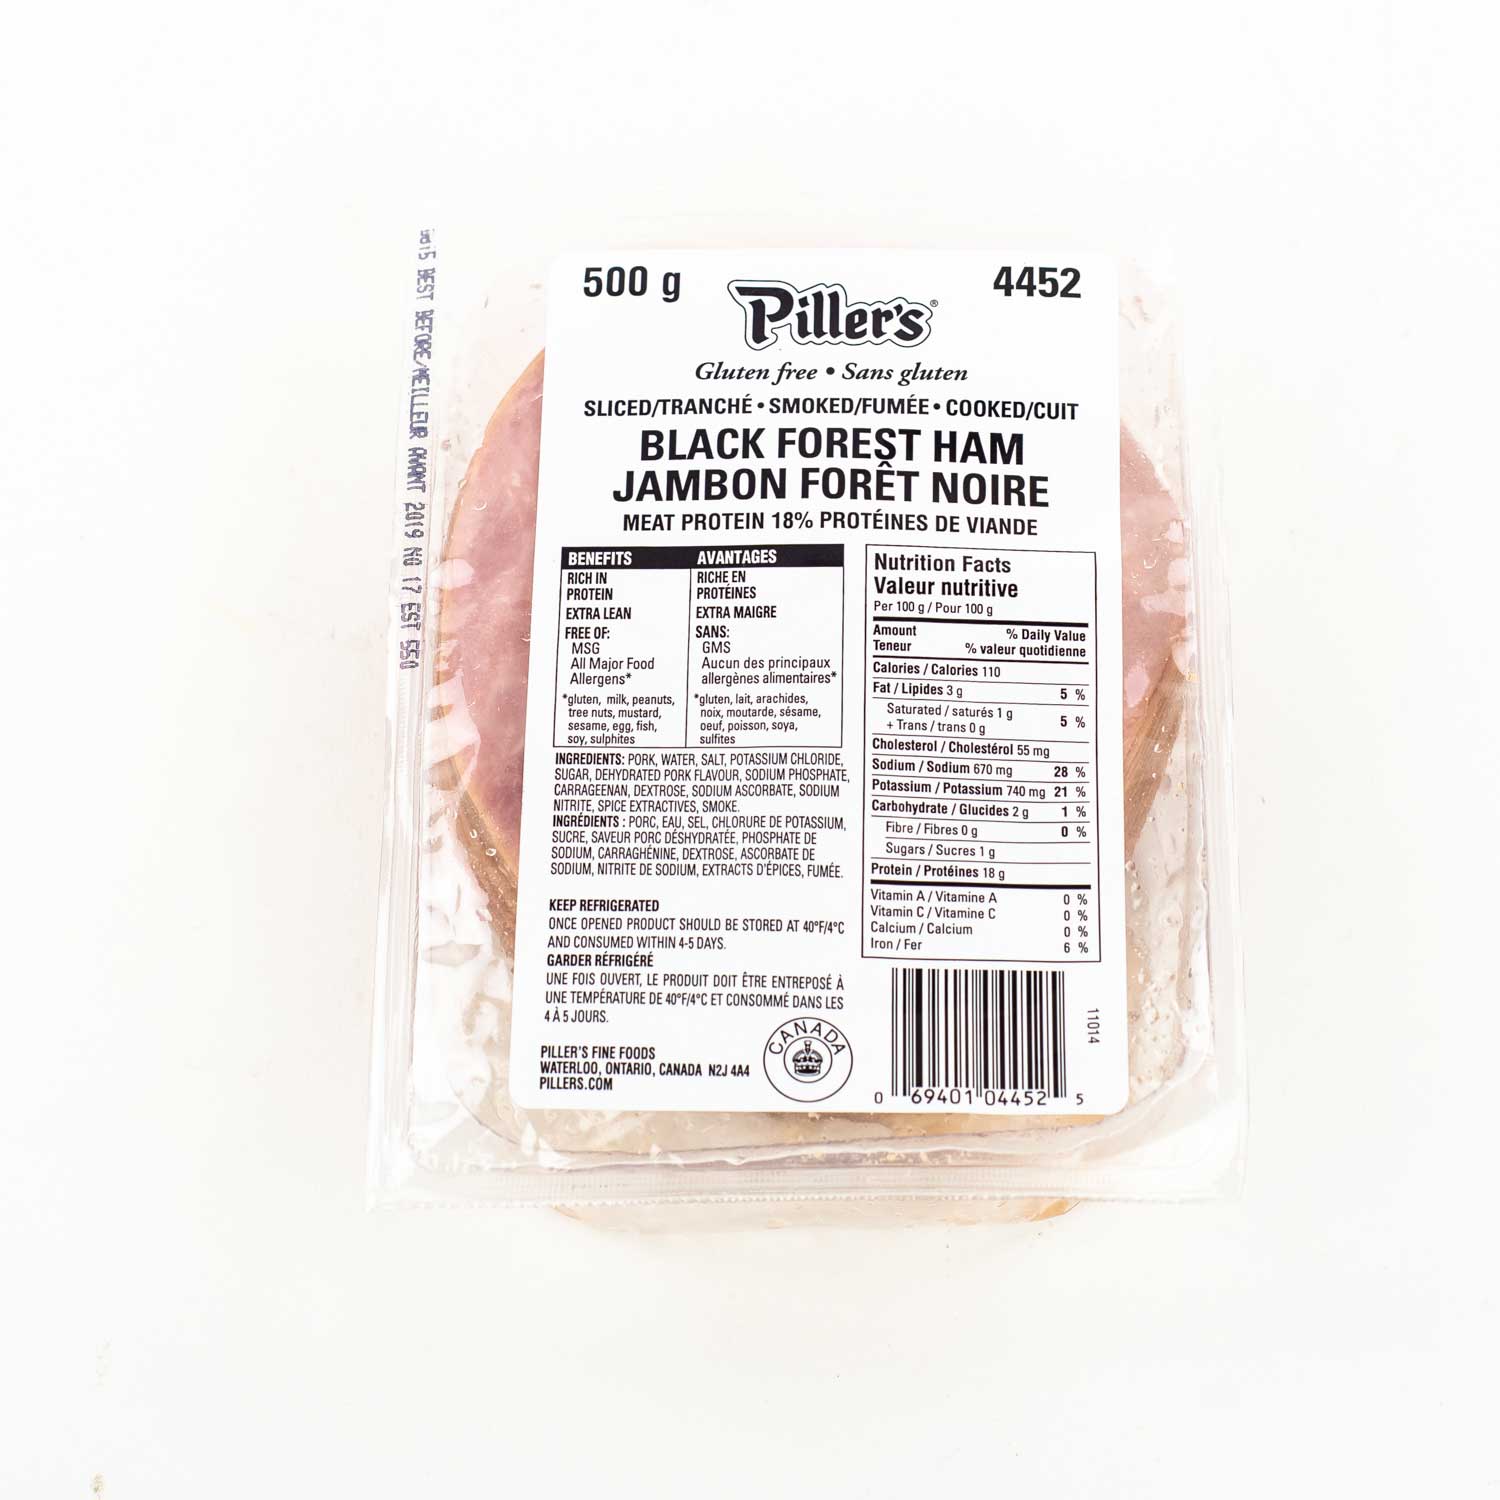 500 g
4452
Piller's®
Gluten free • Sans gluten
SLICED/TRANCHÉ • SMOKED/FUMÉE • COOKED/CUIT
BLACK FOREST HAM
JAMBON FORÊT NOIRE
MEAT PROTEIN 18% PROTÉINES DE VIANDE
BENEFITS
RICH IN
PROTEIN
EXTRA LEAN
FREE OF:
MSG
All Major Food
Allergens*
*gluten, milk, peanuts,
tree nuts, mustard,
sesame, egg, fish,
soy, sulphites
AVANTAGES
RICHE EN
PROTÉINES
EXTRA MAIGRE
SANS:
GMS
Aucun des principaux
allergènes alimentaires*
*gluten, lait, arachides,
noix, moutarde, sésame,
oeuf, poisson, soya,
sulfites
INGREDIENTS: PORK, WATER, SALT, POTASSIUM CHLORIDE,
SUGAR, DEHYDRATED PORK FLAVOUR, SODIUM PHOSPHATE,
CARRAGEENAN, DEXTROSE, SODIUM ASCORBATE, SODIUM
NITRITE, SPICE EXTRACTIVES, SMOKE.
INGRÉDIENTS : PORC, EAU, SEL, CHLORURE DE POTASSIUM,
SUCRE, SAVEUR PORC DÉSHYDRATÉE, PHOSPHATE DE
SODIUM, CARRAGHÉNINE, DEXTROSE, ASCORBATE DE
SODIUM, NITRITE DE SODIUM, EXTRACTS D'ÉPICES, FUMÉE.
KEEP REFRIGERATED
ONCE OPENED PRODUCT SHOULD BE STORED AT 40°F/4°C
AND CONSUMED WITHIN 4-5 DAYS.
GARDER RÉFRIGÉRÉ
UNE FOIS OUVERT, LE PRODUIT DOIT ÊTRE ENTREPOSÉ À
UNE TEMPÉRATURE DE 40°F/4°C ET CONSOMMÉ DANS LES
4 À 5 JOURS.
PILLER'S FINE FOODS
WATERLOO, ONTARIO, CANADA N2J 4A4
PILLERS.COM
CANADA
Nutrition Facts
Valeur nutritive
Per 100 g / Pour 100 g
Amount % Daily Value
Teneur % valeur quotidienne
Calories / Calories 110
Fat / Lipides 3 g 5 %
Saturated / saturés 1 g
+ Trans / trans 0 g 5 %
Cholesterol / Cholestérol 55 mg
Sodium / Sodium 670 mg 28 %
Potassium / Potassium 740 mg 21 %
Carbohydrate / Glucides 2 g 1 %
Fibre / Fibres 0 g 0 %
Sugars / Sucres 1 g
Protein / Protéines 18 g
Vitamin A / Vitamine A 0 %
Vitamin C / Vitamine C 0 %
Calcium / Calcium 0 %
Iron / Fer 6 %
11014
0 69401 04452 5
BEST BEFORE/MEILLEUR AVANT 2019 NO 17 EST 550